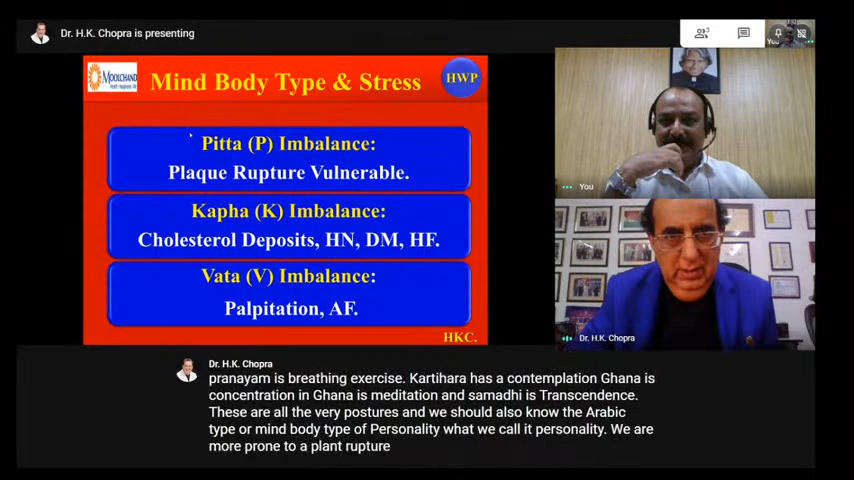 Dr. H.K. Chopra is presenting
3
You
MOOLCHAND
Mind Body Type & Stress
HWP
Pitta (P) Imbalance:
Plaque Rupture Vulnerable.
Kapha (K) Imbalance:
Cholesterol Deposits, HN, DM, HF.
Vata (V) Imbalance:
Palpitation, AF.
HKC.
You
Dr. H.K. Chopra
Dr. H.K. Chopra
pranayam is breathing exercise. Kartihara has a contemplation Ghana is
concentration in Ghana is meditation and samadhi is Transcendence.
These are all the very postures and we should also know the Arabic
type or mind body type of Personality what we call it personality. We are
more prone to a plant rupture